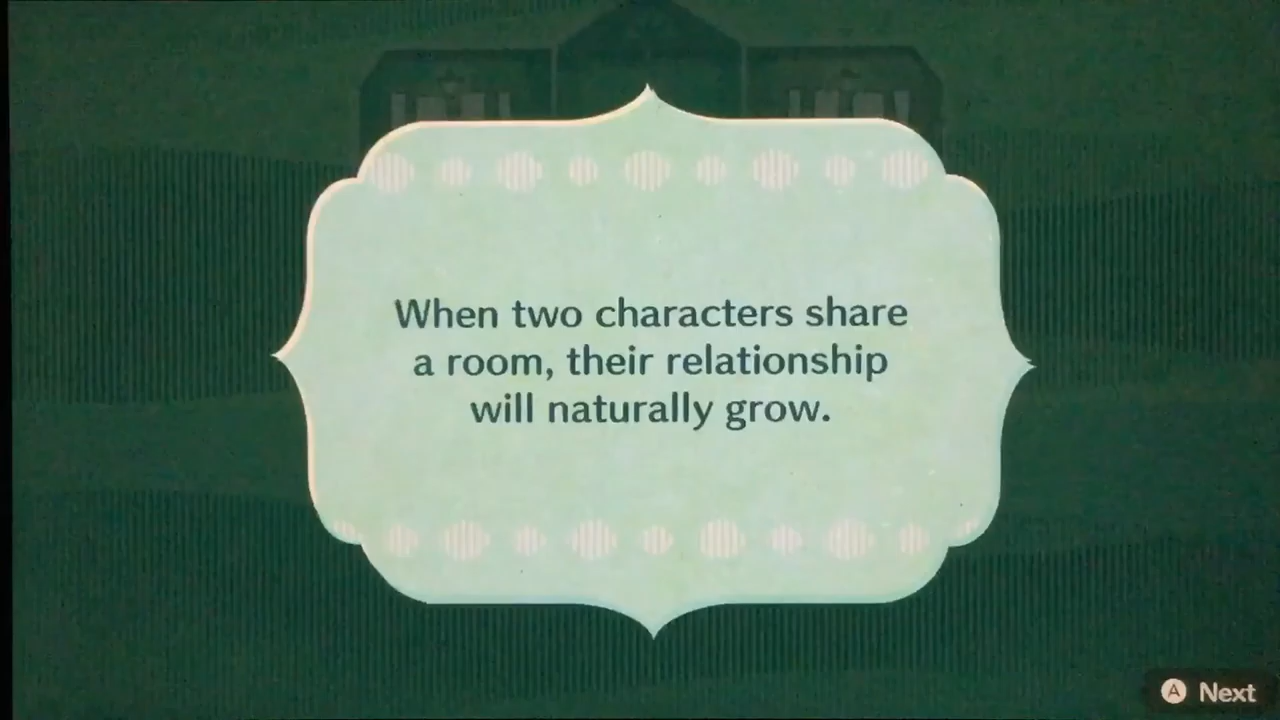 When two characters share
a room, their relationship
will naturally grow.
A Next